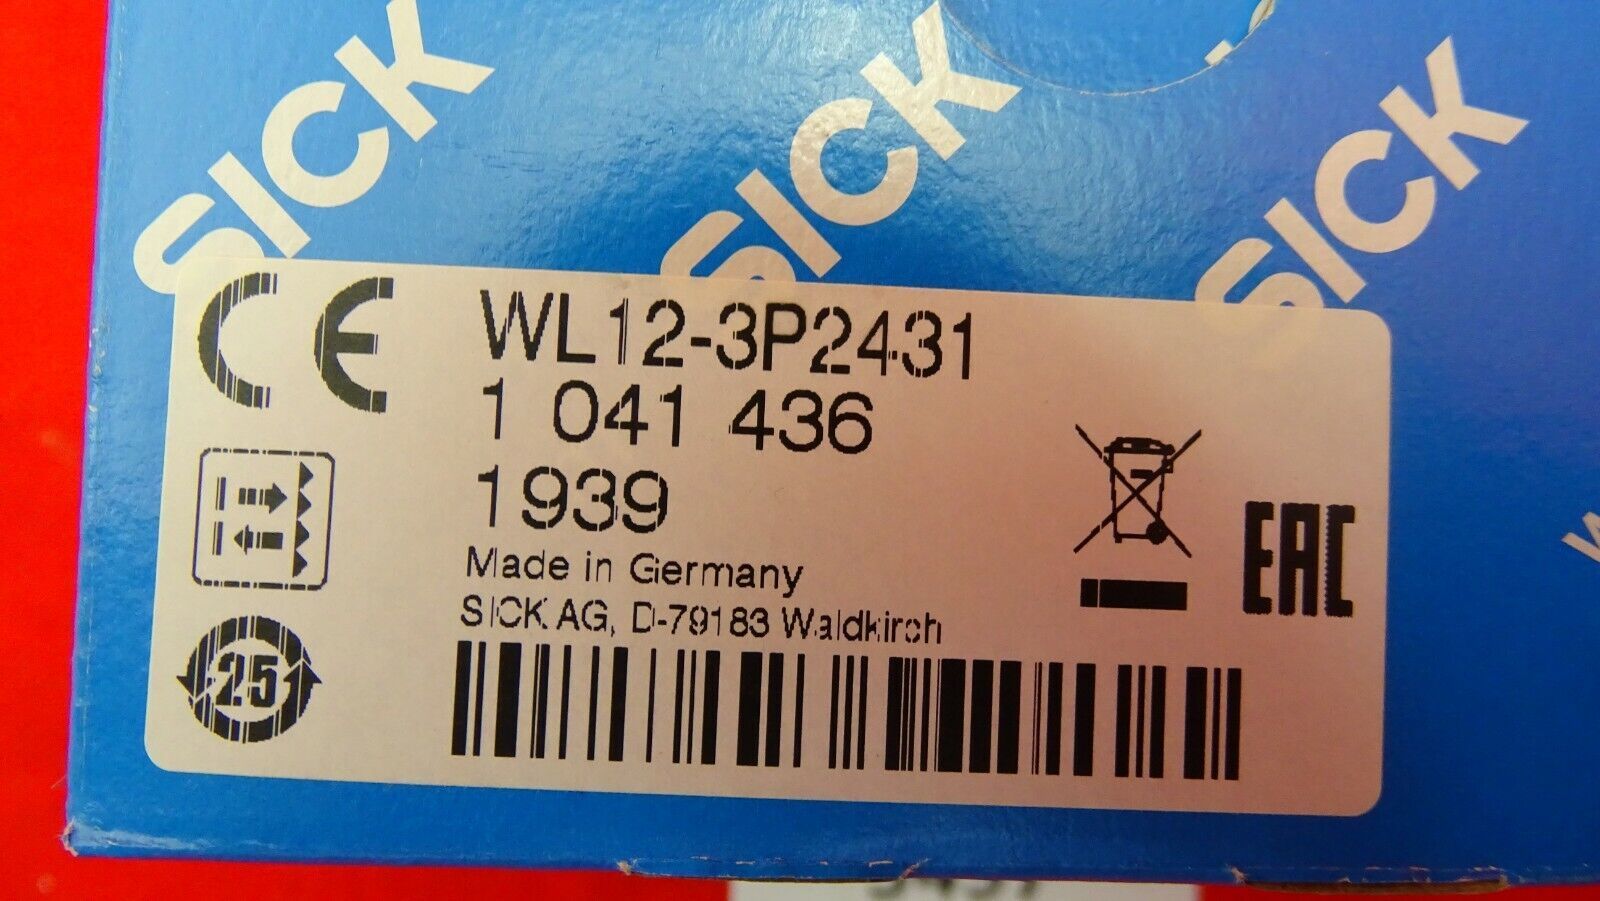 SICK SICK SICK
CE WL12-3P2431
1 041 436
1939
Made in Germany
SICK AG, D-79183 Waldkirch
25
EAC